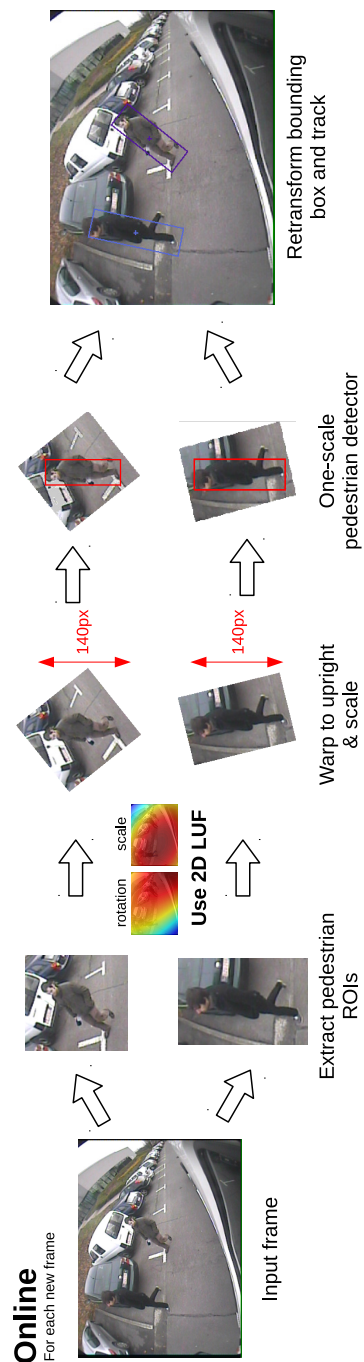 Online
For each new frame
Input frame
Extract pedestrian
ROIs
rotation
scale
Use 2D LUF
Warp to upright
& scale
140px
140px
One-scale
pedestrian detector
Retransform bounding
box and track